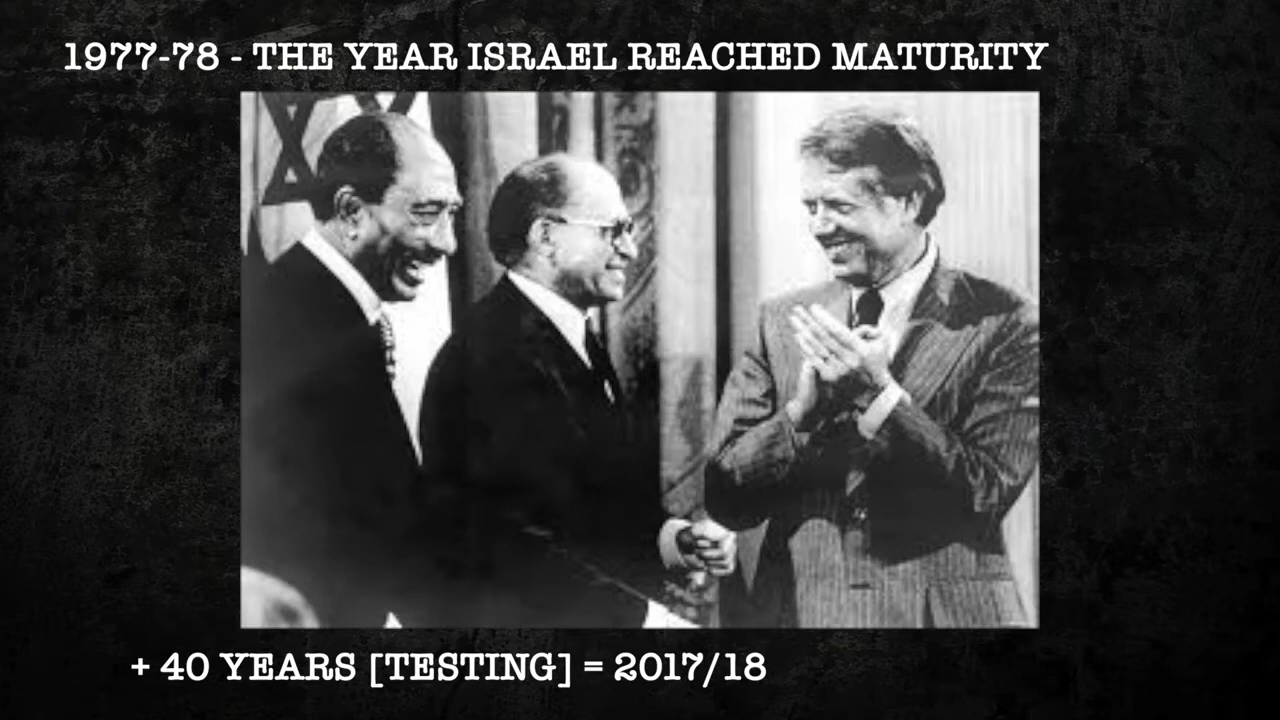 1977-78 - THE YEAR ISRAEL REACHED MATURITY
+ 40 YEARS [TESTING] = 2017/18